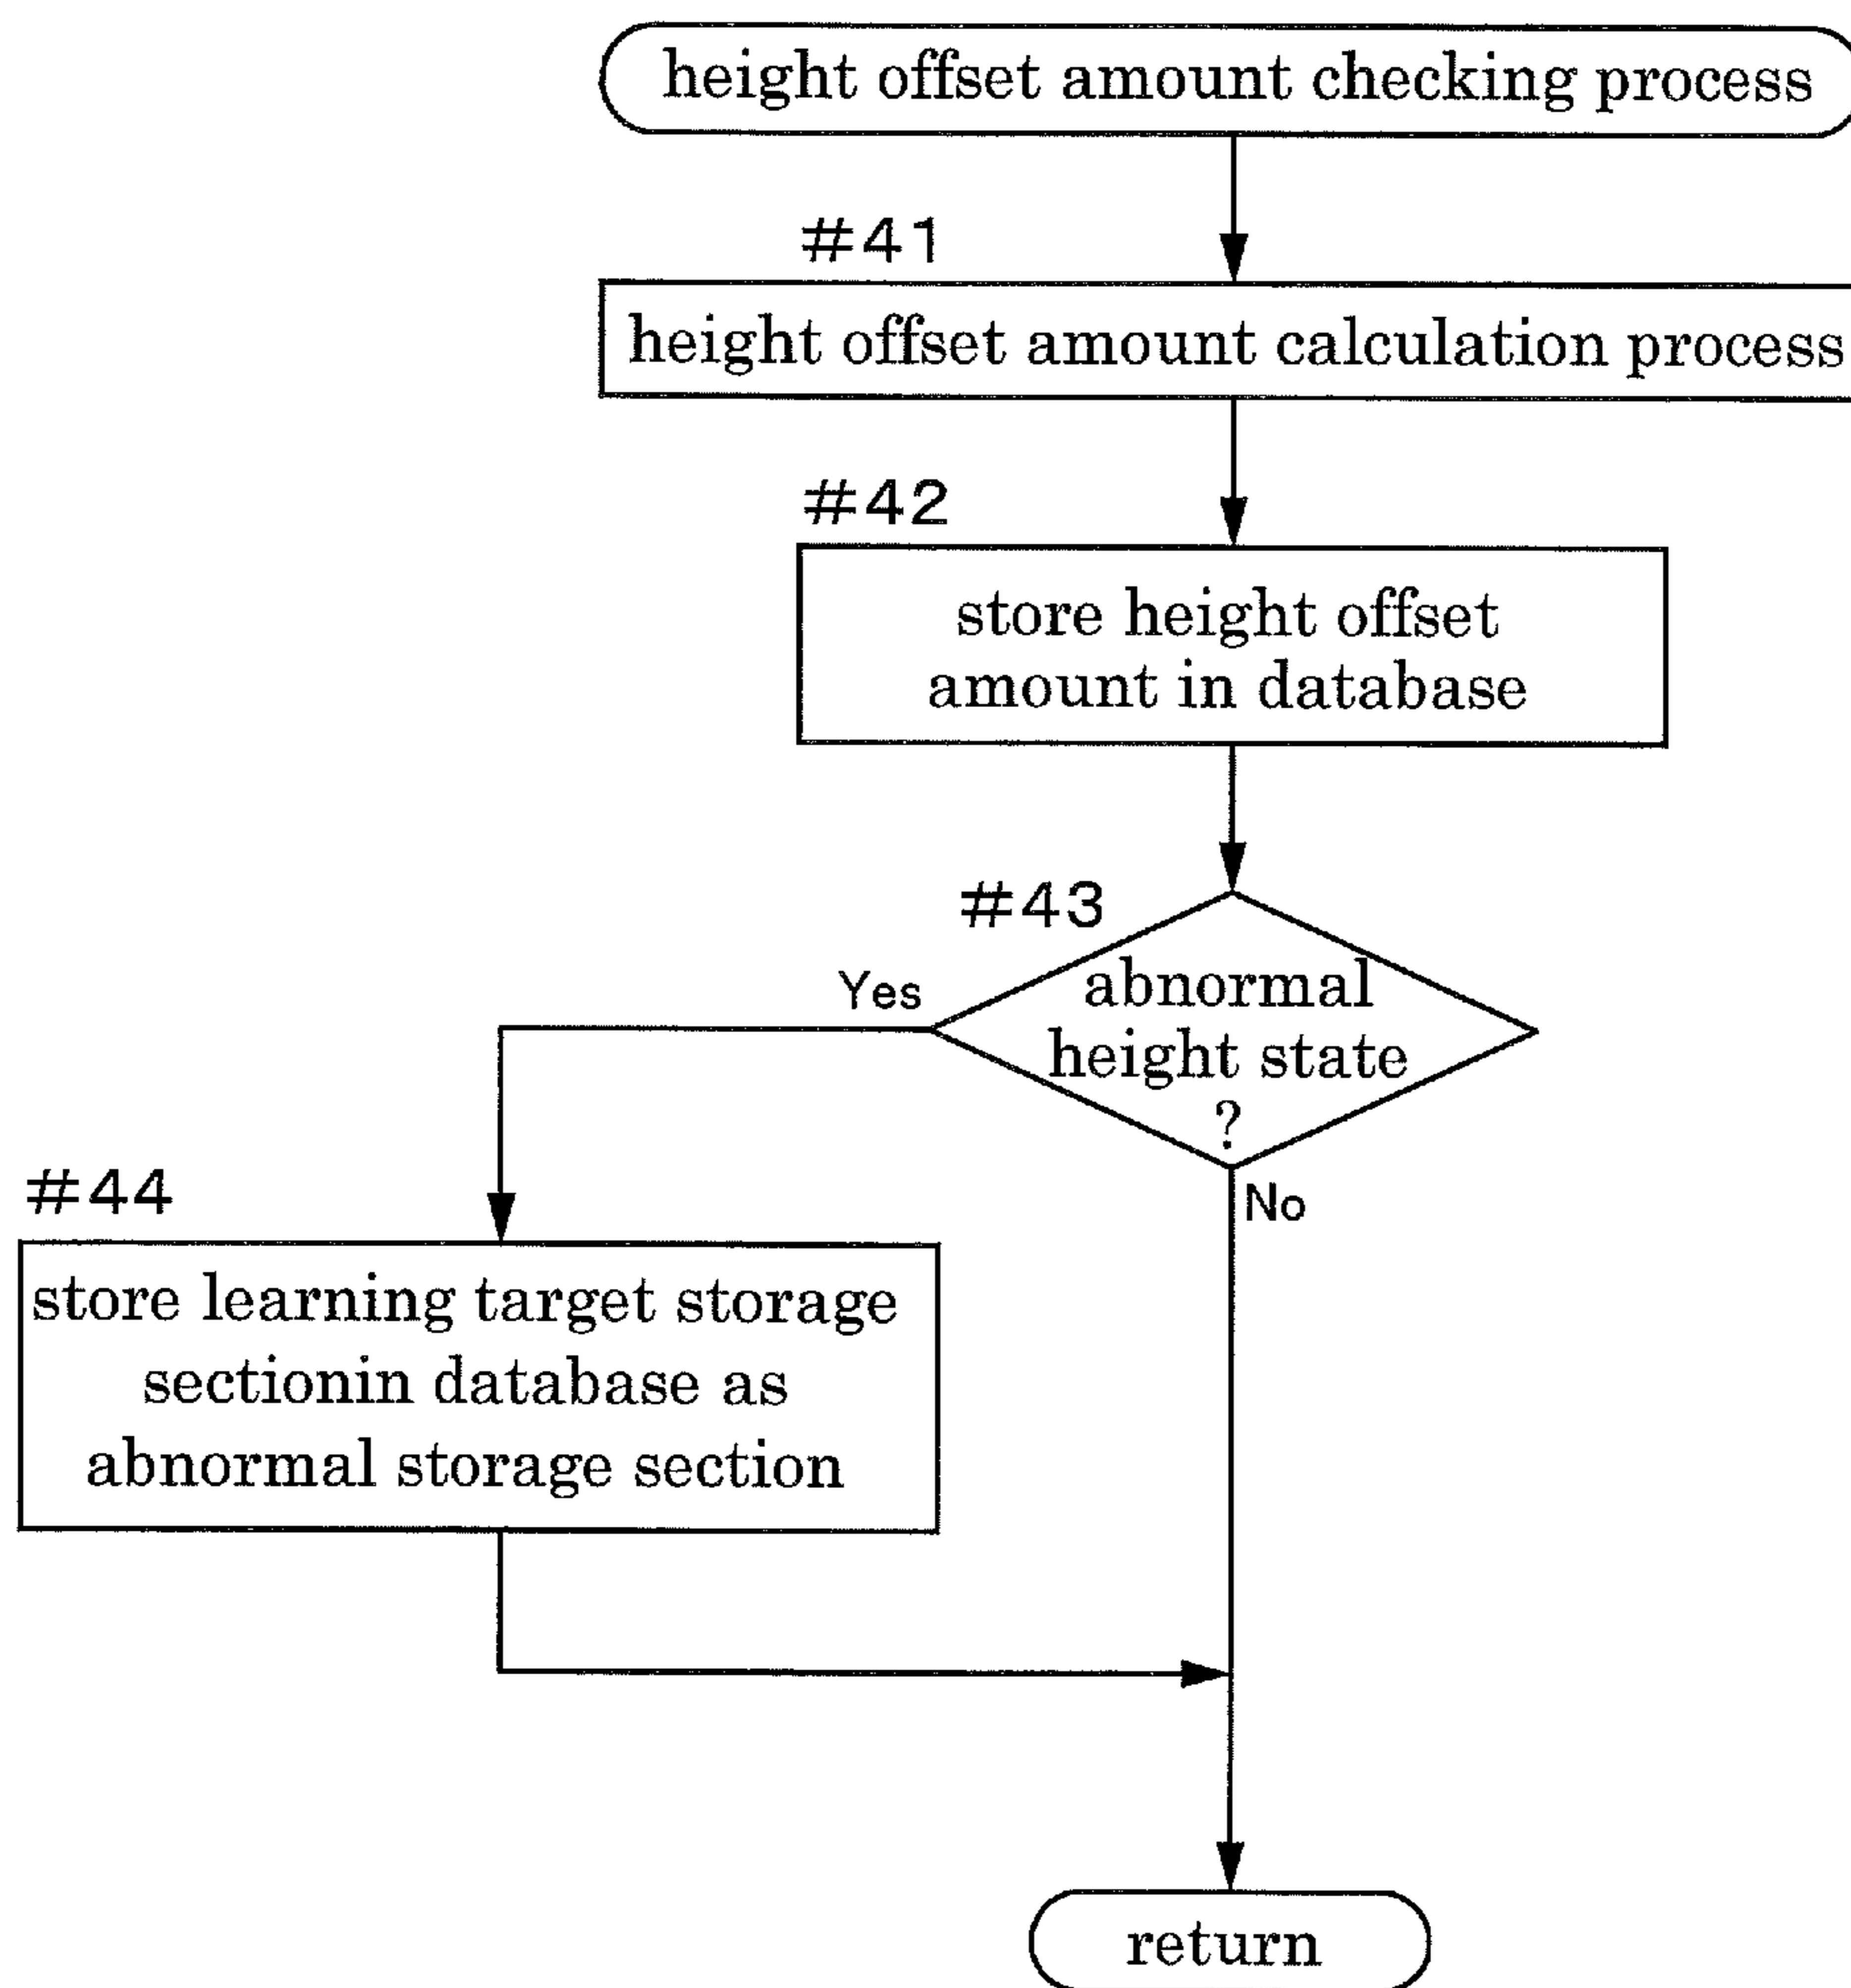 height offset amount checking process
#41
height offset amount calculation process
#42
store height offset
amount in database
#43
abnormal
height state
?
Yes
No
#44
store learning target storage
sectionin database as
abnormal storage section
return